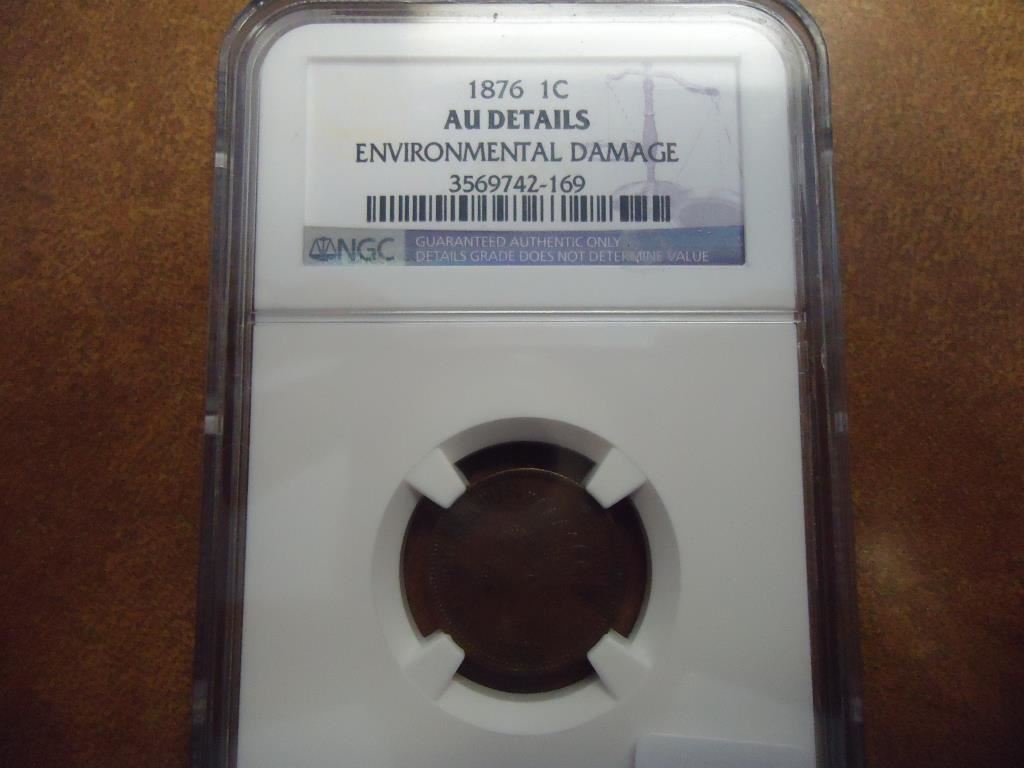 1876 1C
AU DETAILS
ENVIRONMENTAL DAMAGE
3569742-169
NGC
GUARANTEED AUTHENTIC ONLY
DETAILS GRADE DOES NOT DETERMINE VALUE